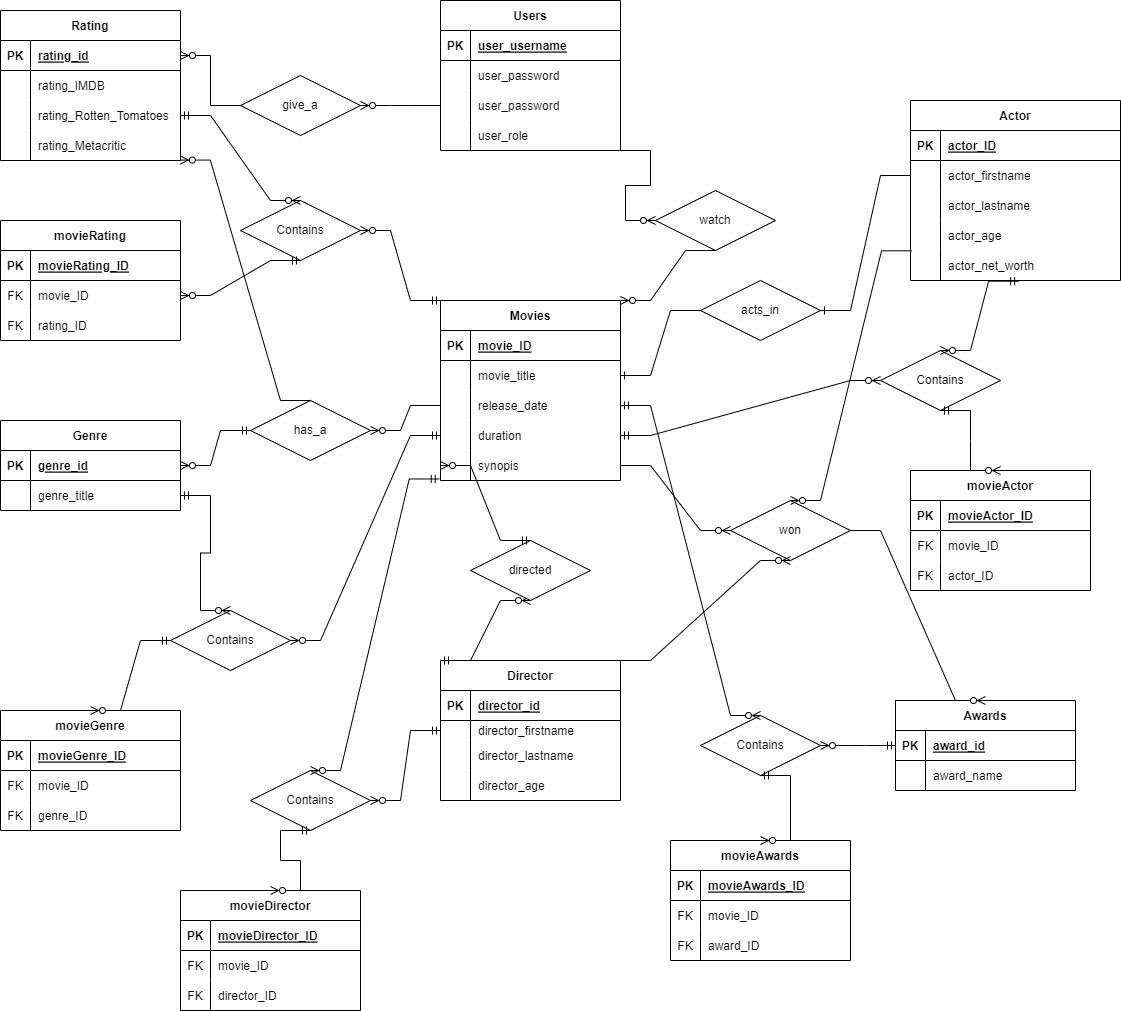 Rating
PK rating_id
rating_IMDB
rating_Rotten_Tomatoes
rating_Metacritic
Users
PK user_username
user_password
user_password
user_role
give_a
Actor
PK actor_ID
actor_firstname
actor_lastname
actor_age
actor_net_worth
movieRating
PK movieRating_ID
FK movie_ID
FK rating_ID
Contains
watch
Movies
PK movie_ID
movie_title
release_date
duration
synopis
acts_in
Contains
Genre
PK genre_id
genre_title
has_a
movieActor
PK movieActor_ID
FK movie_ID
FK actor_ID
won
directed
Contains
Director
PK director_id
director_firstname
director_lastname
director_age
movieGenre
PK movieGenre_ID
FK movie_ID
FK genre_ID
Contains
Contains
Awards
PK award_id
award_name
movieDirector
PK movieDirector_ID
FK movie_ID
FK director_ID
movieAwards
PK movieAwards_ID
FK movie_ID
FK award_ID